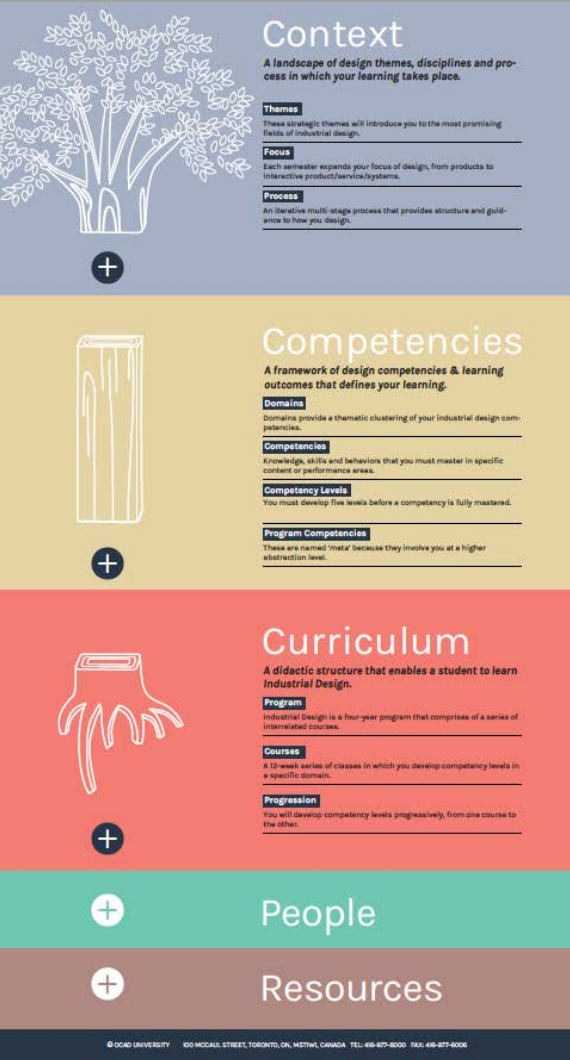 Context
A landscape of design themes, disciplines and pro-
cess in which your learning takes place.
Themes
These strategic themes will introduce you to the most promising
fields of industrial design.
Focus
Each semester expands your focus of design, from products to
interactive product/service/systems.
Process
An iterative multi-stage process that provides structure and guid-
ance to how you design.
Competencies
A framework of design competencies & learning
outcomes that defines your learning.
Domains
Domains provide a thematic clustering of your industrial design com-
petencies.
Competencies
Knowledge, skills and behaviors that you must master in specific
content or performance areas.
Competency Levels
You must develop five levels before a competency is fully mastered.
Program Competencies
These are named 'meta' because they involve you at a higher
abstraction level.
Curriculum
A didactic structure that enables a student to learn
Industrial Design.
Program
Industrial Design is a four-year program that comprises of a series of
interrelated courses.
Courses
A 12-week series of classes in which you develop competency levels in
a specific domain.
Progression
You will develop competency levels progressively, from one course to
the other.
People
Resources
© OCAD UNIVERSITY 100 MCCAUL STREET, TORONTO, ON, M5T1W1, CANADA TEL: 416-977-6000 FAX: 416-977-6006